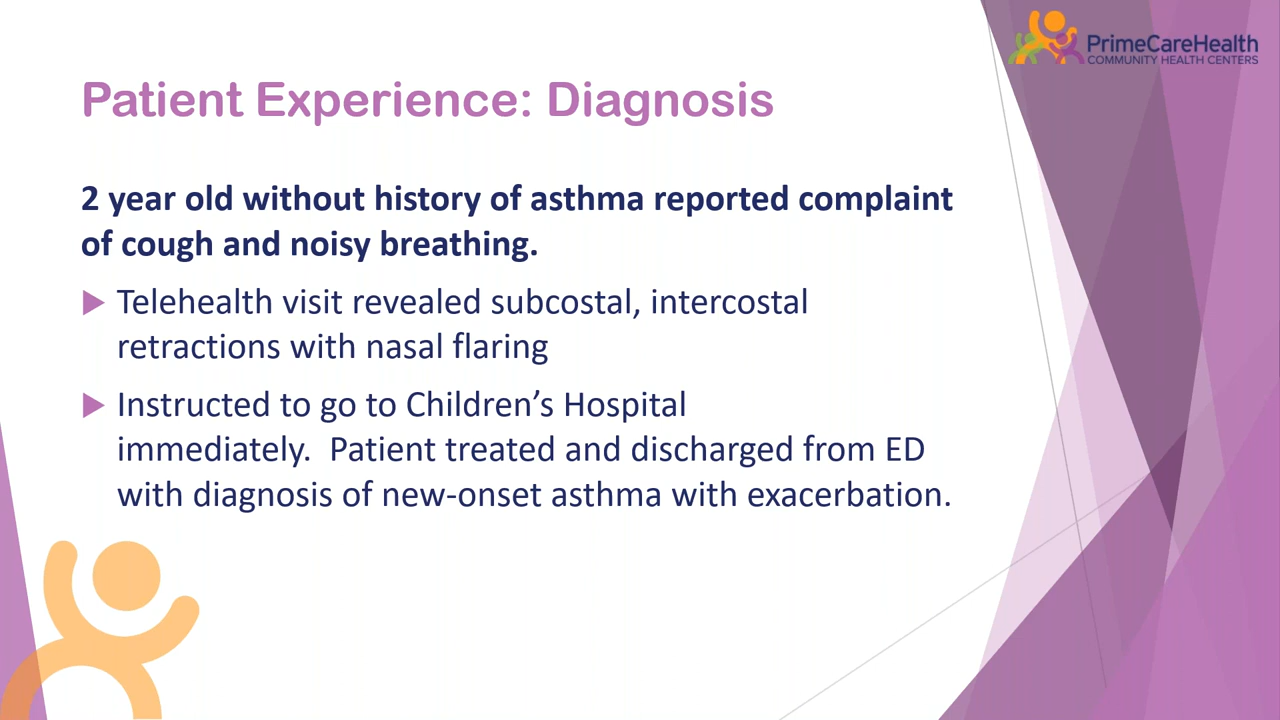 PrimeCareHealth
COMMUNITY HEALTH CENTERS
Patient Experience: Diagnosis
2 year old without history of asthma reported complaint
of cough and noisy breathing.
Telehealth visit revealed subcostal, intercostal
retractions with nasal flaring
Instructed to go to Children’s Hospital
immediately.  Patient treated and discharged from ED
with diagnosis of new-onset asthma with exacerbation.